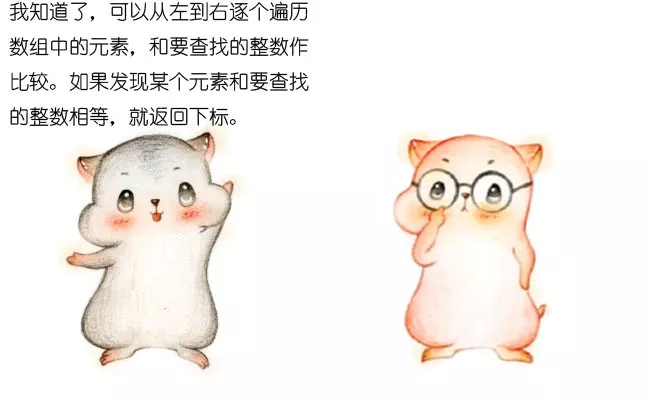 我知道了，可以从左到右逐个遍历
数组中的元素，和要查找的整数作
比较。如果发现某个元素和要查找
的整数相等，就返回下标。